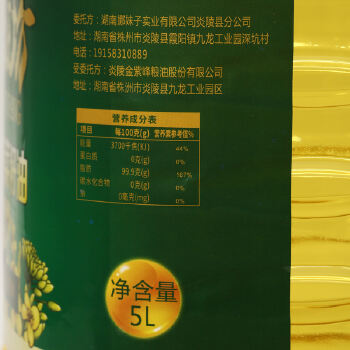 委托方：湖南娜妹子实业有限公司炎陵县分公司
地址：湖南省株洲市炎陵县霞阳镇九龙工业园深坑村
电话：19158310889
受委托方：炎陵金紫峰粮油股份有限公司
地址：湖南省株洲市炎陵县九龙工业园区
营养成分表
项目 每100克(g) 营养素参考值%
能量 3700千焦(KJ) 44%
蛋白质 0克(g) 0%
脂肪 99.9克(g) 167%
碳水化合物 0克(g) 0%
钠 0毫克(mg) 0%
油
净含量
5L